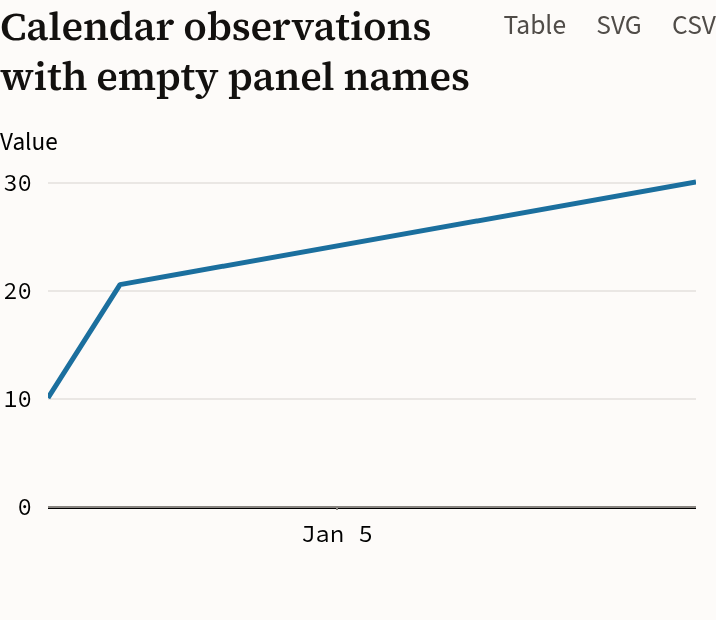 Calendar observations
with empty panel names
Table SVG CSV
Value
30
20
10
0
Jan 5